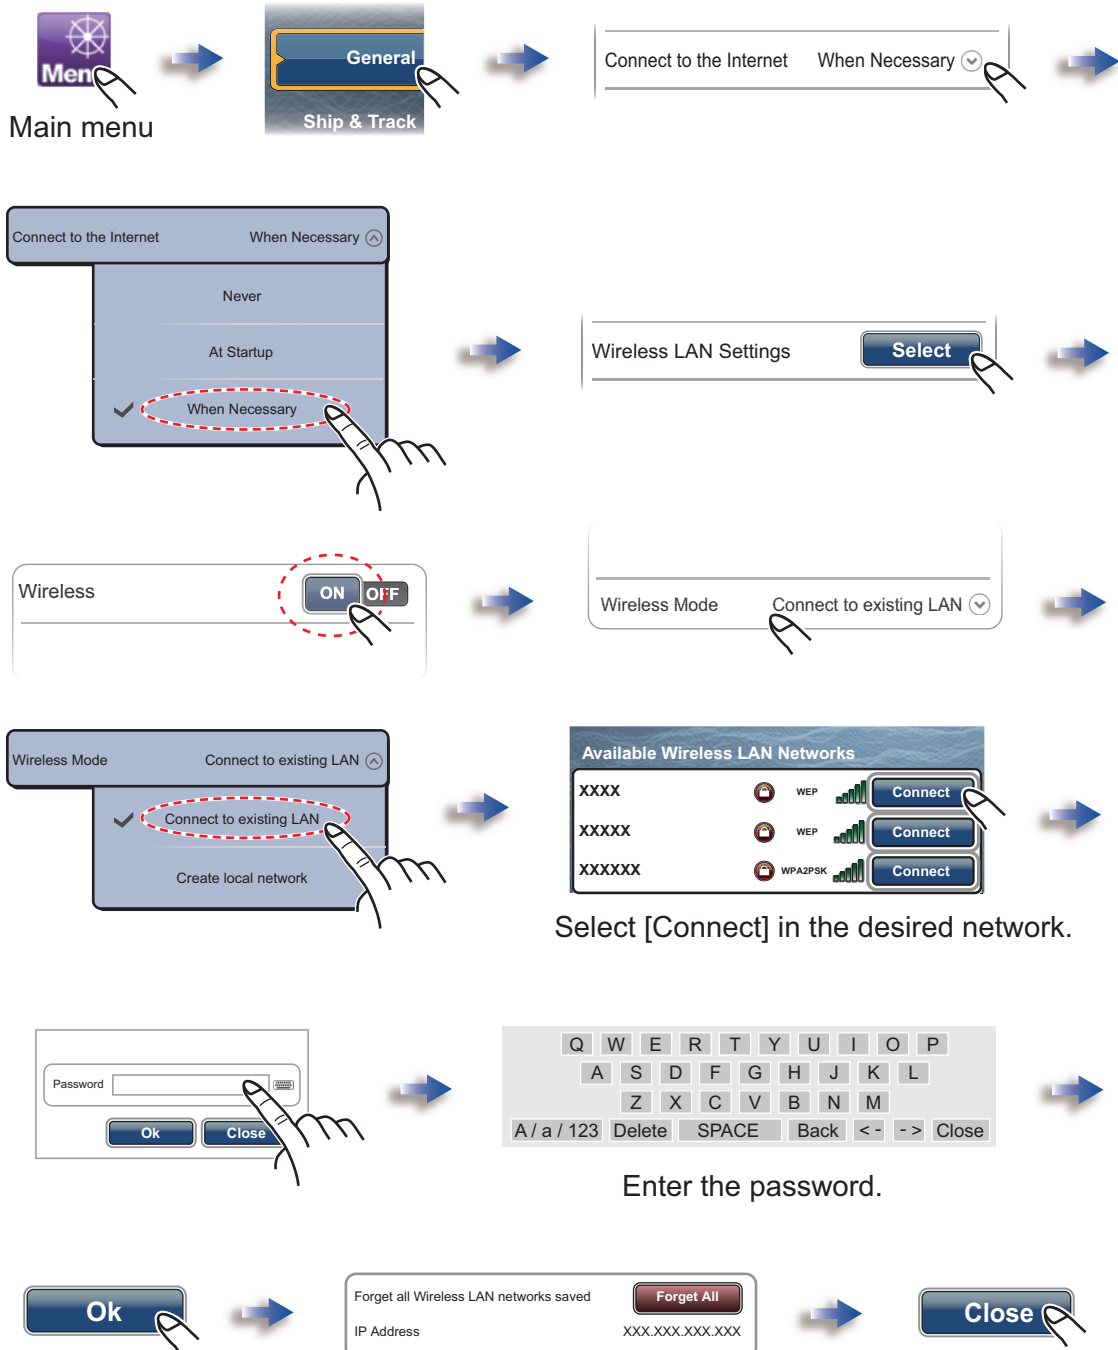 Menu
Main menu
General
Ship & Track
Connect to the Internet When Necessary
Connect to the Internet When Necessary
Never
At Startup
When Necessary
Wireless LAN Settings Select
Wireless ON OFF
Wireless Mode Connect to existing LAN
Wireless Mode Connect to existing LAN
Connect to existing LAN
Create local network
Available Wireless LAN Networks
XXXX WEP Connect
XXXXX WEP Connect
XXXXXX WPA2PSK Connect
Select [Connect] in the desired network.
Password
Ok Close
Q W E R T Y U I O P
A S D F G H J K L
Z X C V B N M
A / a / 123 Delete SPACE Back < - - > Close
Enter the password.
Ok
Forget all Wireless LAN networks saved Forget All
IP Address XXX.XXX.XXX.XXX
Close